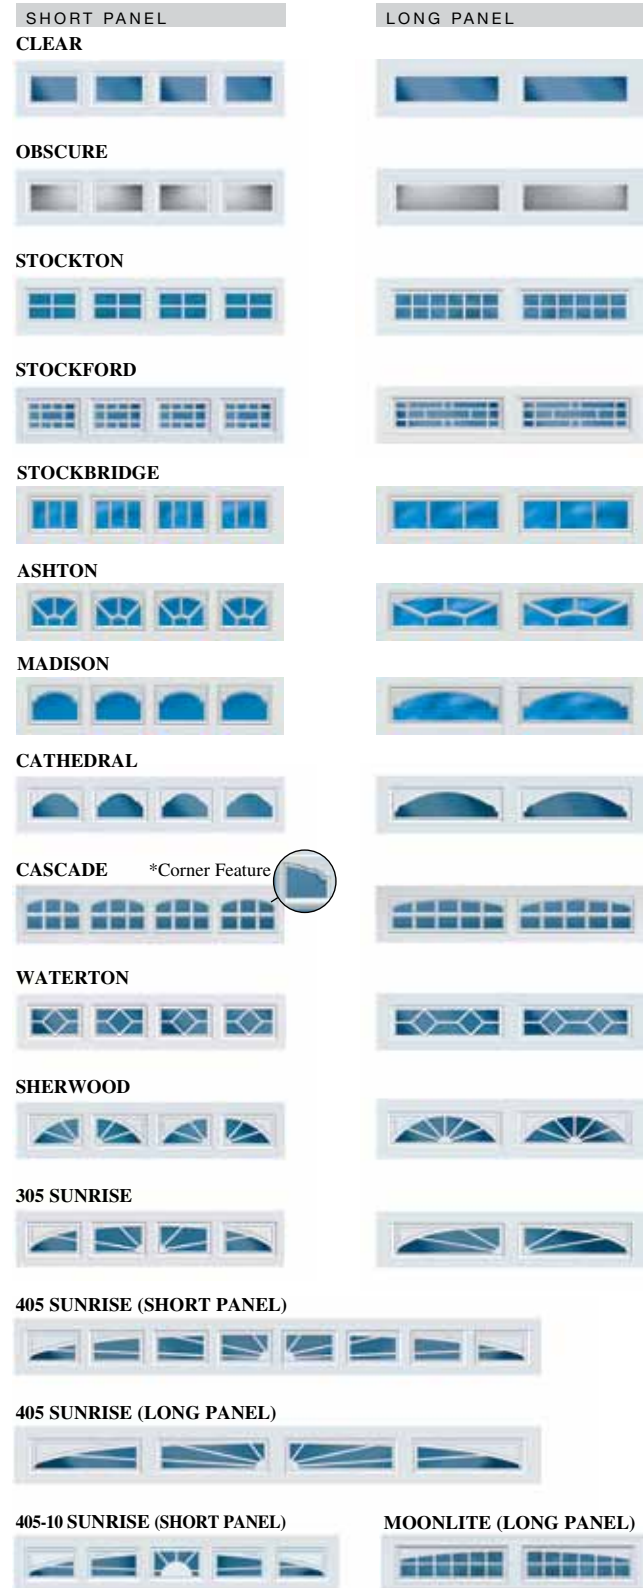 SHORT PANEL
LONG PANEL
CLEAR
OBSCURE
STOCKTON
STOCKFORD
STOCKBRIDGE
ASHTON
MADISON
CATHEDRAL
CASCADE *Corner Feature
WATERTON
SHERWOOD
305 SUNRISE
405 SUNRISE (SHORT PANEL)
405 SUNRISE (LONG PANEL)
405-10 SUNRISE (SHORT PANEL)
MOONLITE (LONG PANEL)